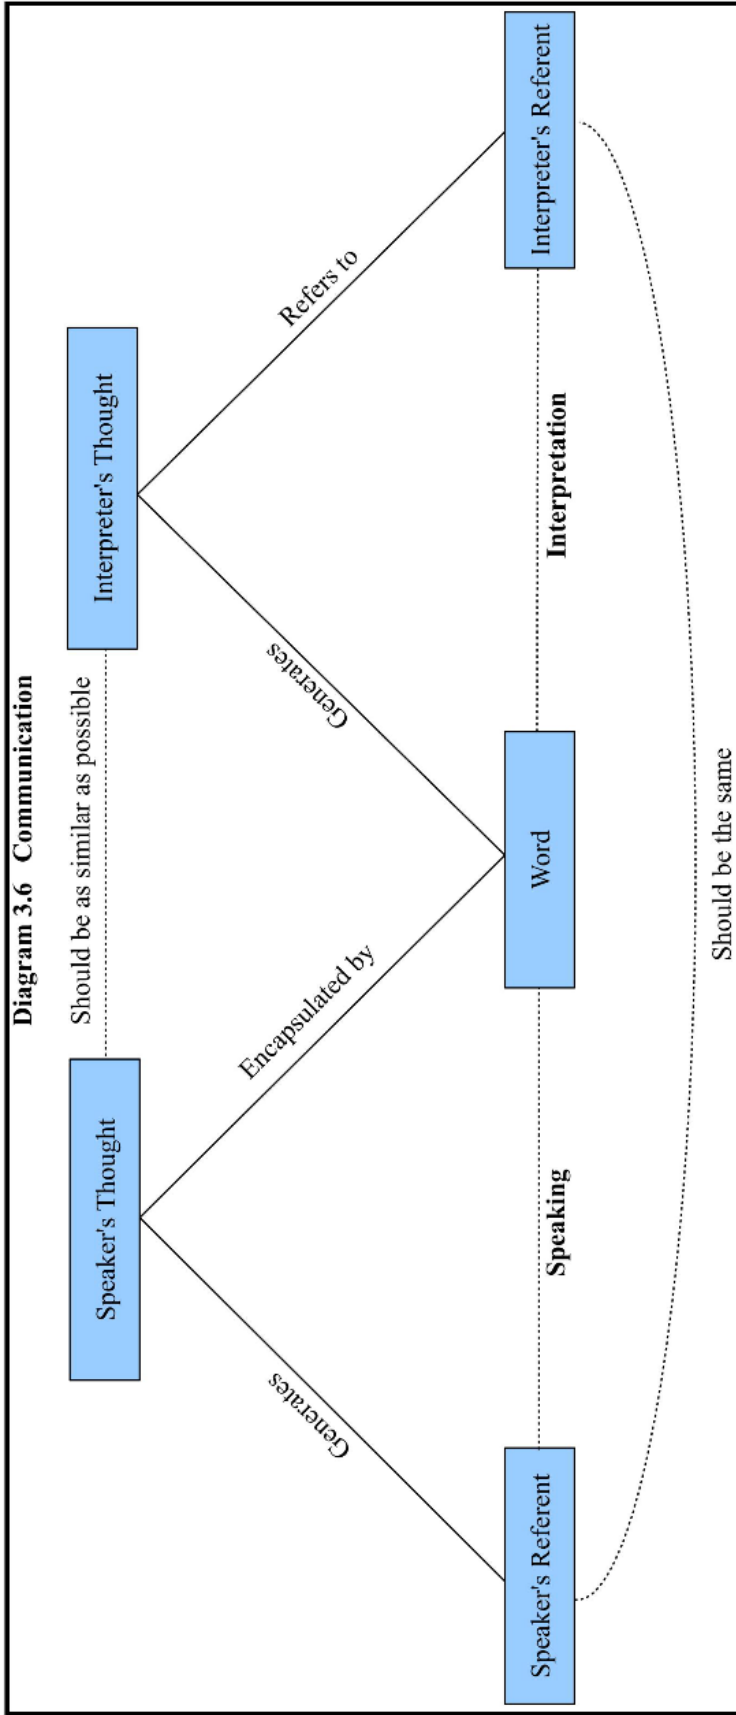 Diagram 3.6 Communication
Should be as similar as possible
Speaker's Thought
Interpreter's Thought
Generates
Encapsulated by
Generates
Refers to
Speaker's Referent
Speaking
Word
Interpretation
Interpreter's Referent
Should be the same